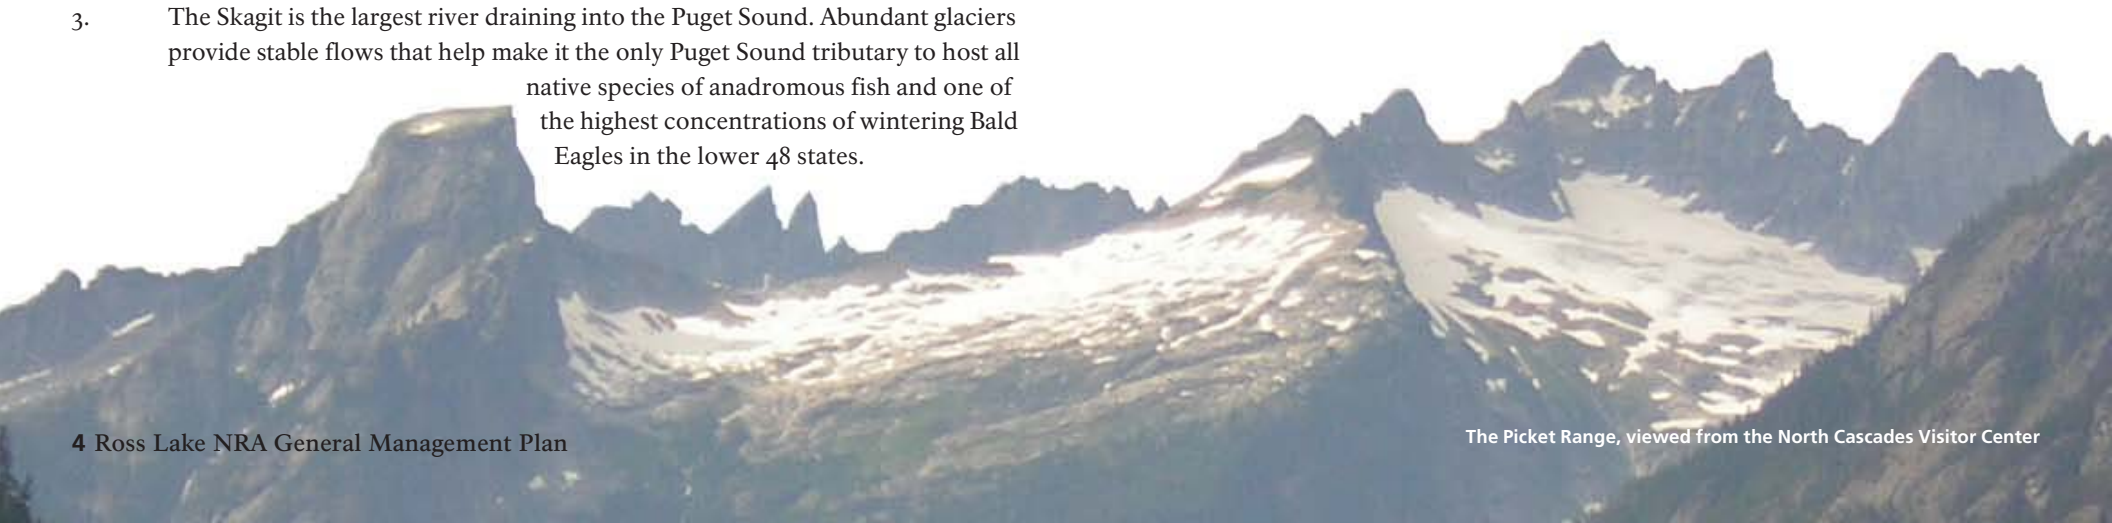 3. The Skagit is the largest river draining into the Puget Sound. Abundant glaciers
provide stable flows that help make it the only Puget Sound tributary to host all
native species of anadromous fish and one of
the highest concentrations of wintering Bald
Eagles in the lower 48 states.
4 Ross Lake NRA General Management Plan
The Picket Range, viewed from the North Cascades Visitor Center